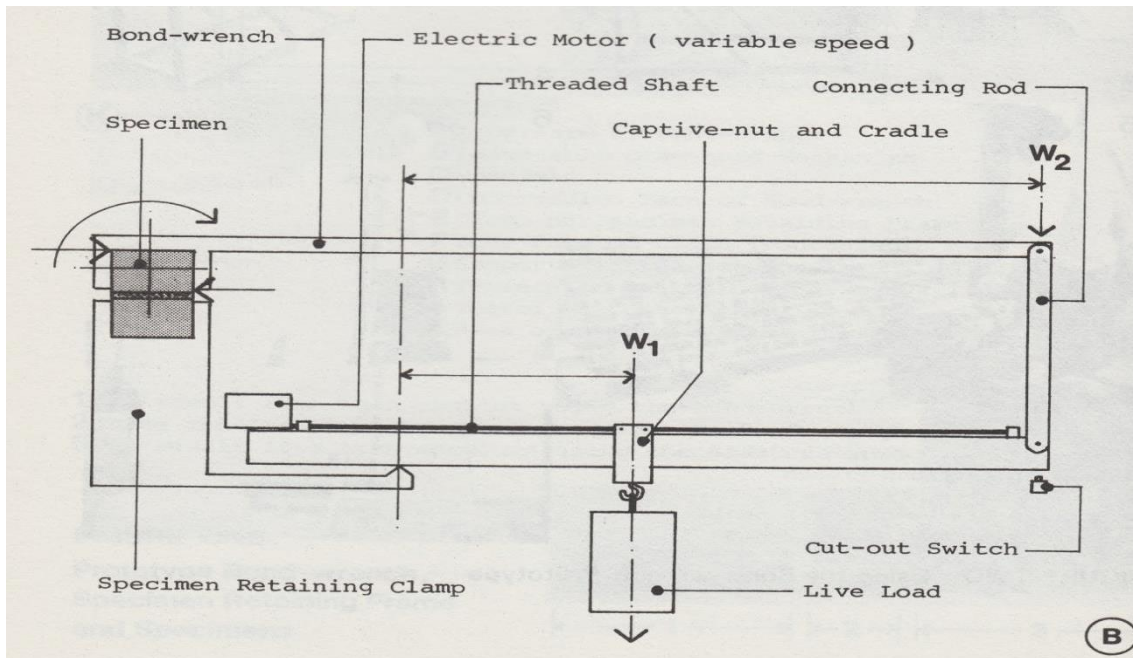 Bond-wrench
Electric Motor ( variable speed )
Threaded Shaft
Connecting Rod
Specimen
Captive-nut and Cradle
W2
W1
Cut-out Switch
Specimen Retaining Clamp
Live Load
B